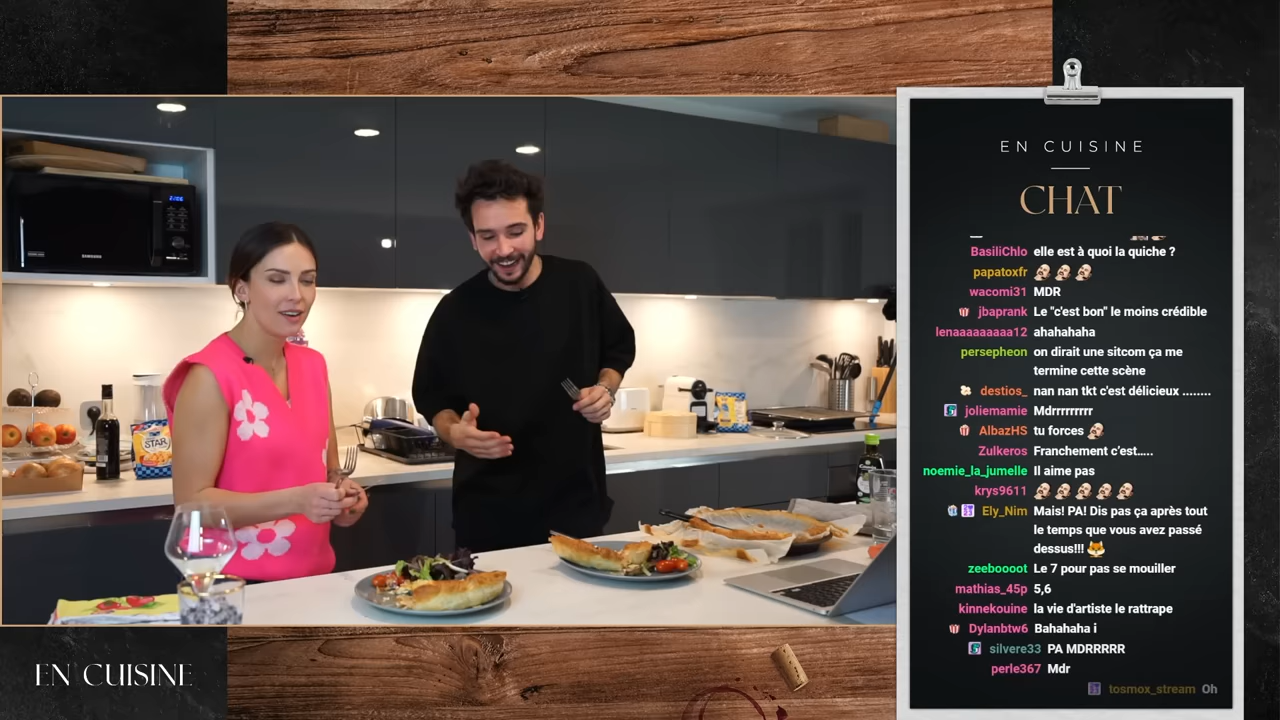 SAMSUNG
STAR
EN CUISINE
EN CUISINE
CHAT
BasiliChlo elle est à quoi la quiche ?
papatoxfr
wacomi31 MDR
jbaprank Le "c'est bon" le moins crédible
lenaaaaaaaaa12 ahahahaha
persepheon on dirait une sitcom ça me
termine cette scène
destios_ nan nan tkt c'est délicieux ........
joliemamie Mdrrrrrrrr
AlbazHS tu forces
Zulkeros Franchement c'est.....
noemie_la_jumelle Il aime pas
krys9611
Ely_Nim Mais! PA! Dis pas ça après tout
le temps que vous avez passé
dessus!!!
zeeboooot Le 7 pour pas se mouiller
mathias_45p 5,6
kinnekouine la vie d'artiste le rattrape
Dylanbtw6 Bahahaha i
silvere33 PA MDRRRRR
perle367 Mdr
tosmox_stream Oh